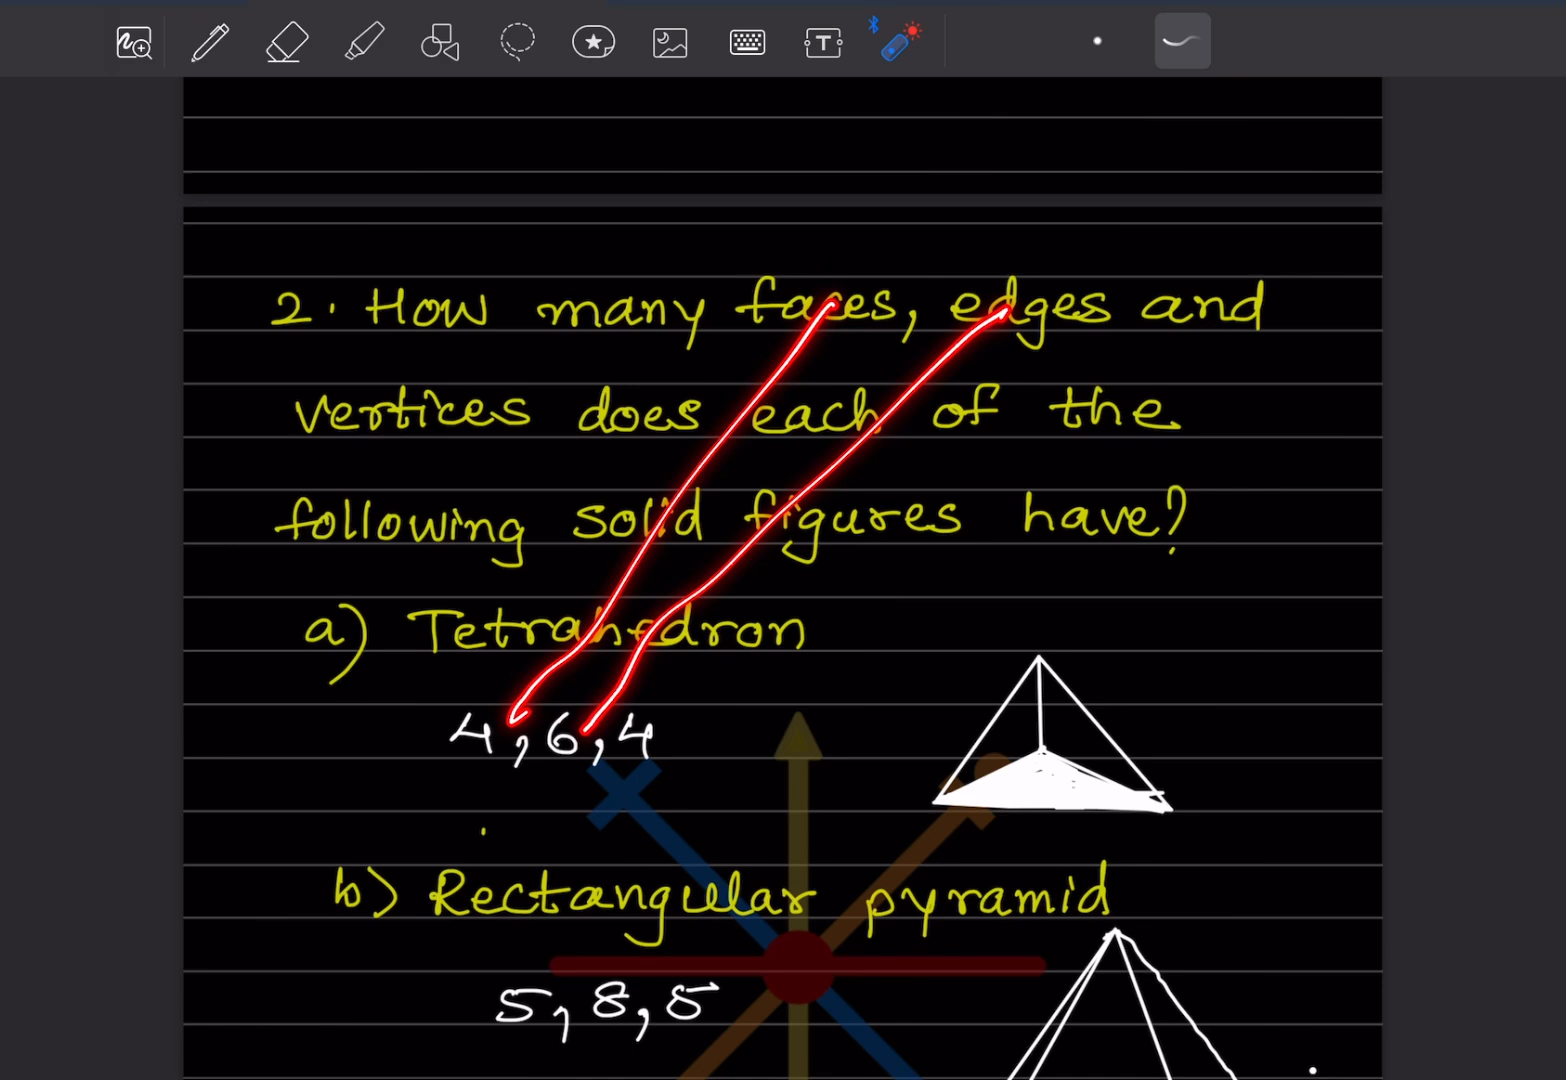 2. How many faces, edges and
vertices does each of the
following solid figures have?
a) Tetrahedron
4, 6, 4
b) Rectangular pyramid
5, 8, 5